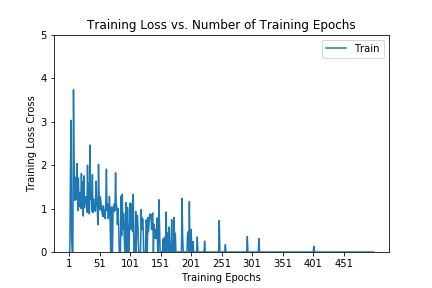 Training Loss vs. Number of Training Epochs
5
4
3
2
1
0
Training Loss Cross
Train
1 51 101 151 201 251 301 351 401 451
Training Epochs